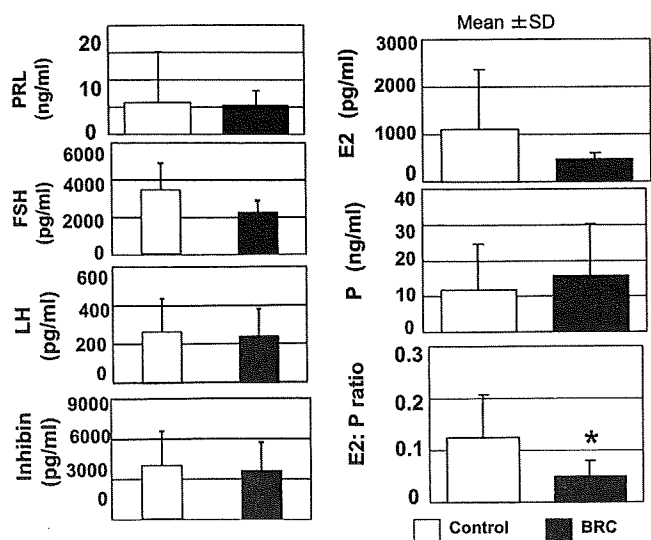 Mean ±SD
PRL
(ng/ml)
20
10
0
FSH
(pg/ml)
6000
4000
2000
0
LH
(pg/ml)
600
400
200
0
Inhibin
(pg/ml)
9000
6000
3000
0
E2
(pg/ml)
3000
2000
1000
0
P
(ng/ml)
40
30
20
10
0
E2: P ratio
0.3
0.2
0.1
0
*
Control
BRC